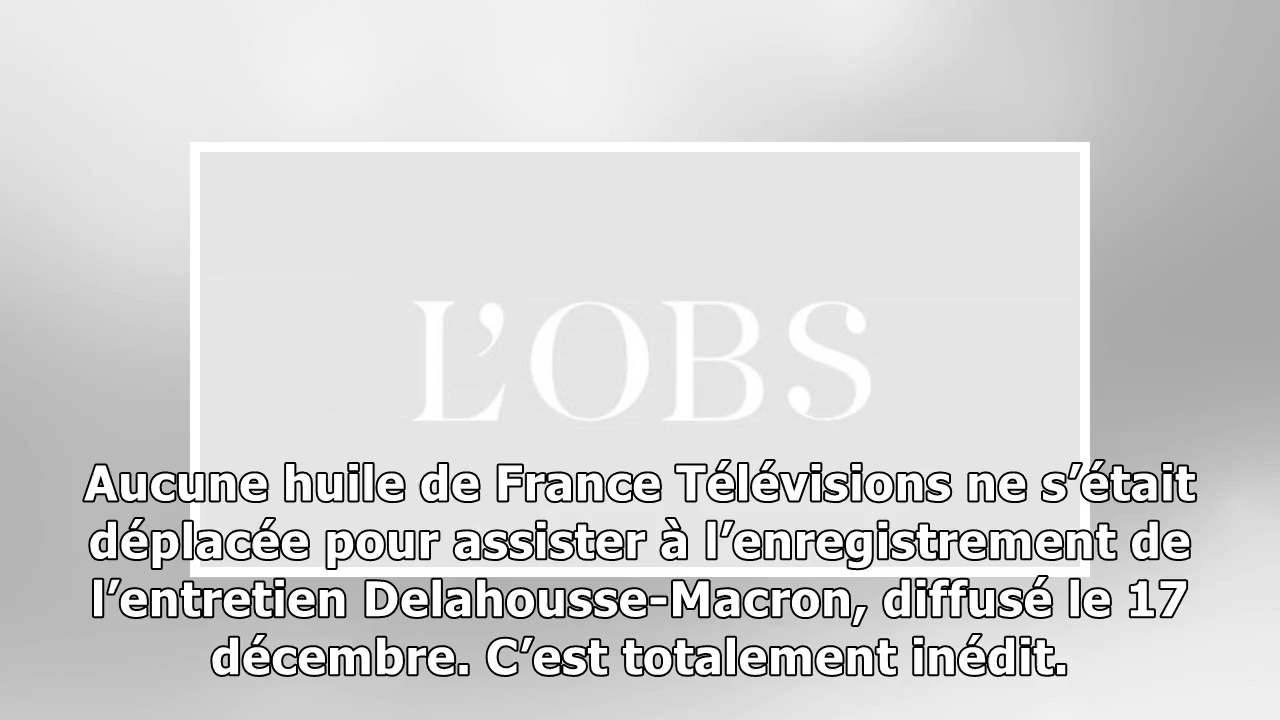 L'OBS
Aucune huile de France Télévisions ne s’était
déplacée pour assister à l’enregistrement de
l’entretien Delahousse-Macron, diffusé le 17
décembre. C’est totalement inédit.